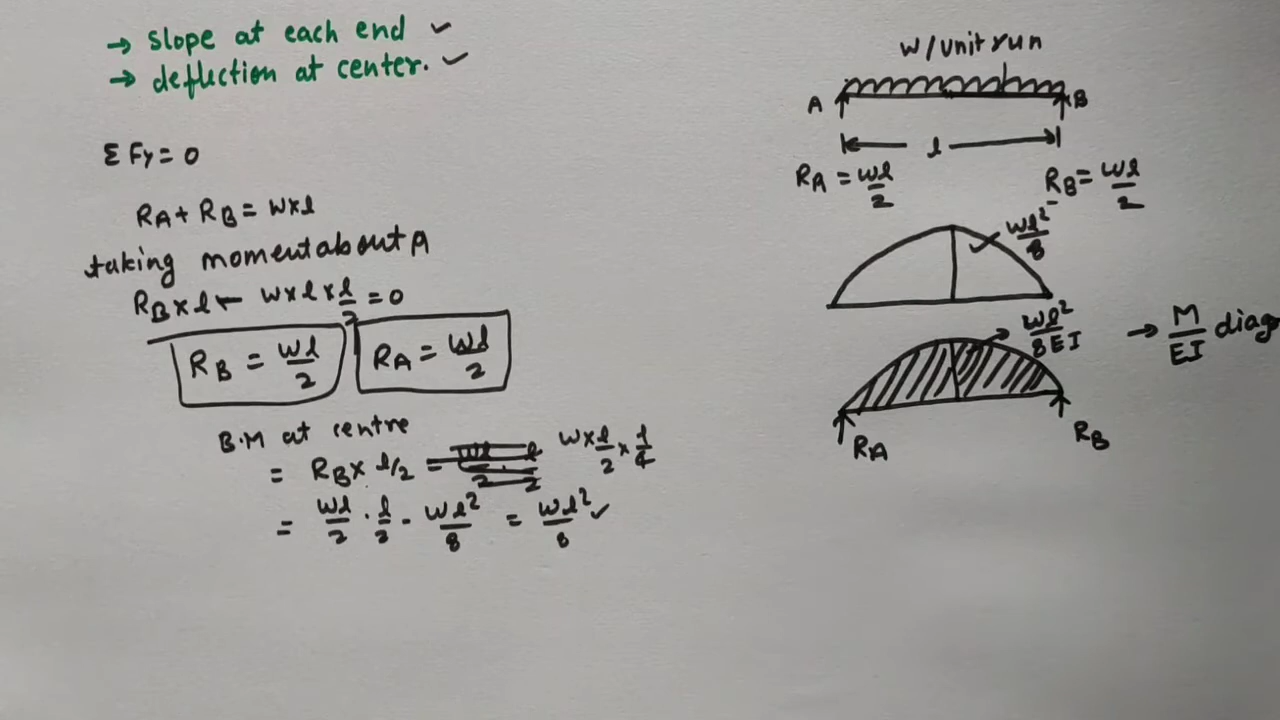 → slope at each end ✓
→ deflection at center. ✓
Σ Fy = 0
RA + RB = w×l
taking moment about A
RB × l - w×l×l/2 = 0
RB = wl/2
RA = wl/2
B.M at centre
= RB × l/2 = w×l/2×l/4
= wl/2 . l/2 - wl²/8 = wl²/8 ✓
w/unit run
A B
l
RA = wl/2 RB = wl/2
wl²/8
wl²/8EI → M/EI diag
RA RB